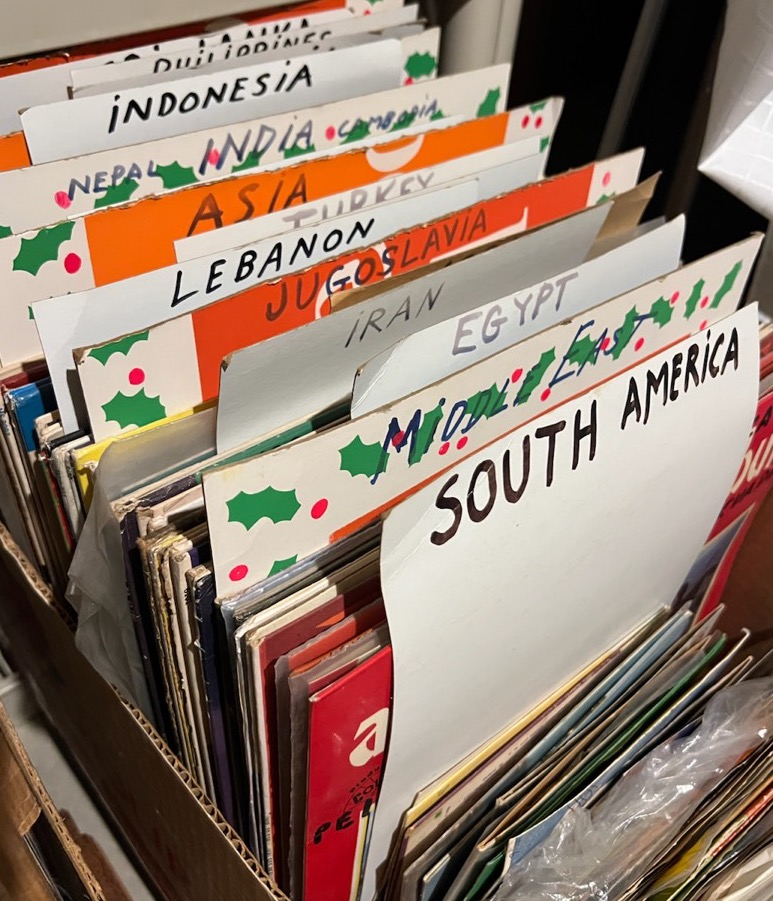 PHILIPPINES
INDONESIA
NEPAL INDIA CAMBODIA
ASIA
TURKEY
LEBANON
JUGOSLAVIA
IRAN
EGYPT
MIDDLE EAST
SOUTH AMERICA